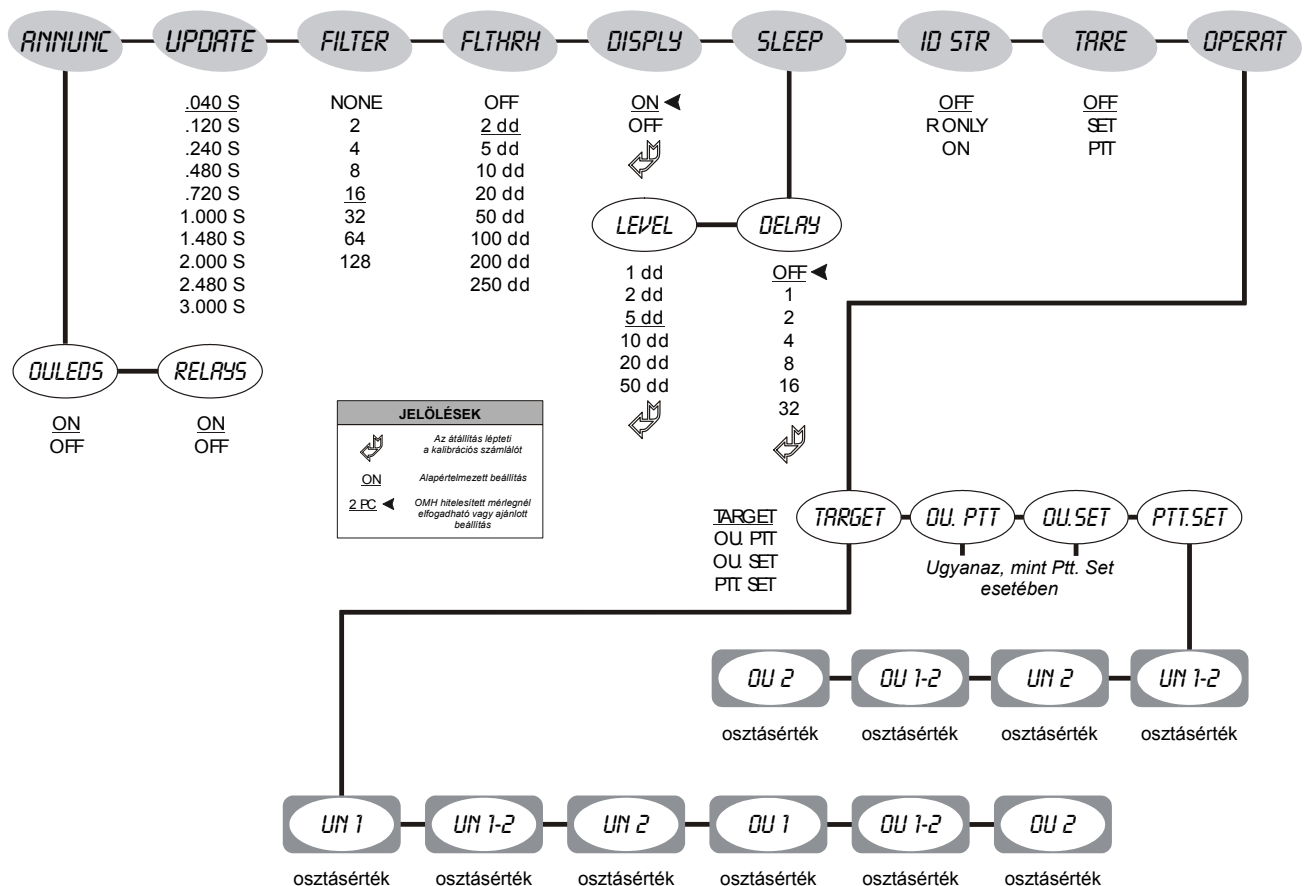 ANNUNC
UPDATE
FILTER
FLTHRH
DISPLY
SLEEP
ID STR
TARE
OPERAT
.040 S
.120 S
.240 S
.480 S
.720 S
1.000 S
1.480 S
2.000 S
2.480 S
3.000 S
NONE
2
4
8
16
32
64
128
OFF
2 dd
5 dd
10 dd
20 dd
50 dd
100 dd
200 dd
250 dd
ON
OFF
OFF
R.ONLY
ON
OFF
SET
PTT
LEVEL
DELAY
1 dd
2 dd
5 dd
10 dd
20 dd
50 dd
OFF
1
2
4
8
16
32
OULEDS
RELAYS
ON
OFF
ON
OFF
JELÖLÉSEK
Az átállítás lépteti
a kalibrációs számlálót
ON
Alapértelmezett beállítás
2 PC
OMH hitelesített mérlegnél
elfogadható vagy ajánlott
beállítás
TARGET
OU. PTT
OU. SET
PTT. SET
TARGET
OU. PTT
OU.SET
PTT.SET
Ugyanaz, mint Ptt. Set
esetében
OU 2
OU 1-2
UN 2
UN 1-2
osztásérték
osztásérték
osztásérték
osztásérték
UN 1
UN 1-2
UN 2
OU 1
OU 1-2
OU 2
osztásérték
osztásérték
osztásérték
osztásérték
osztásérték
osztásérték